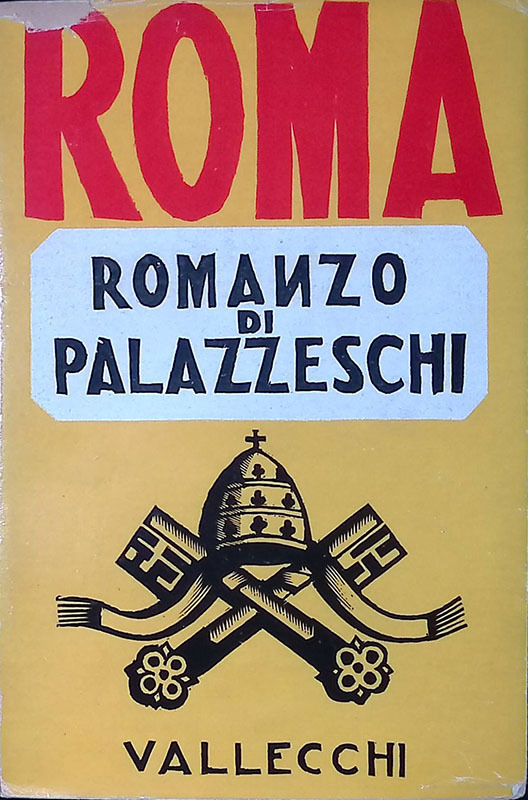 ROMA
ROMANZO
DI
PALAZZESCHI
VALLECCHI